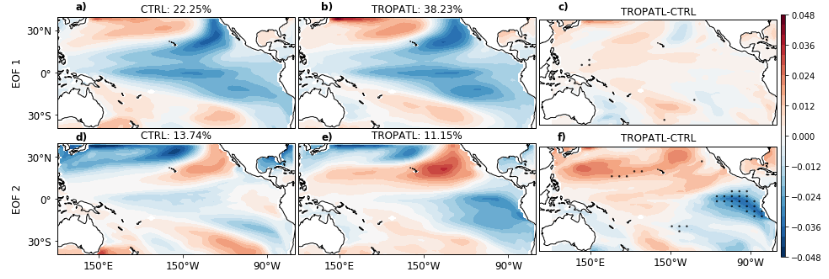 a) CTRL: 22.25%
b) TROPATL: 38.23%
c) TROPATL-CTRL
EOF 1
30°N
0°
30°S
d) CTRL: 13.74%
e) TROPATL: 11.15%
f) TROPATL-CTRL
EOF 2
30°N
0°
30°S
150°E 150°W 90°W
150°E 150°W 90°W
150°E 150°W 90°W
0.048
0.036
0.024
0.012
0.000
−0.012
−0.024
−0.036
−0.048